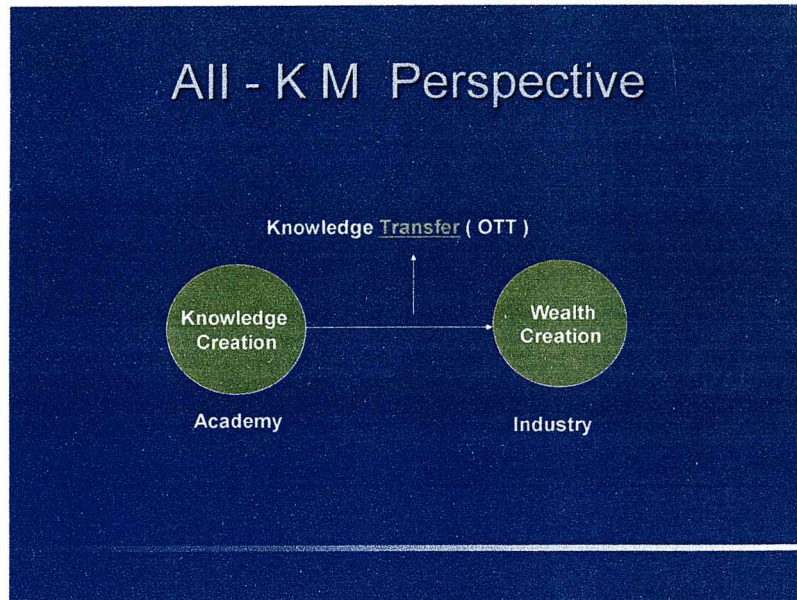 AII - K M Perspective
Knowledge Transfer ( OTT )
Knowledge
Creation
Wealth
Creation
Academy
Industry